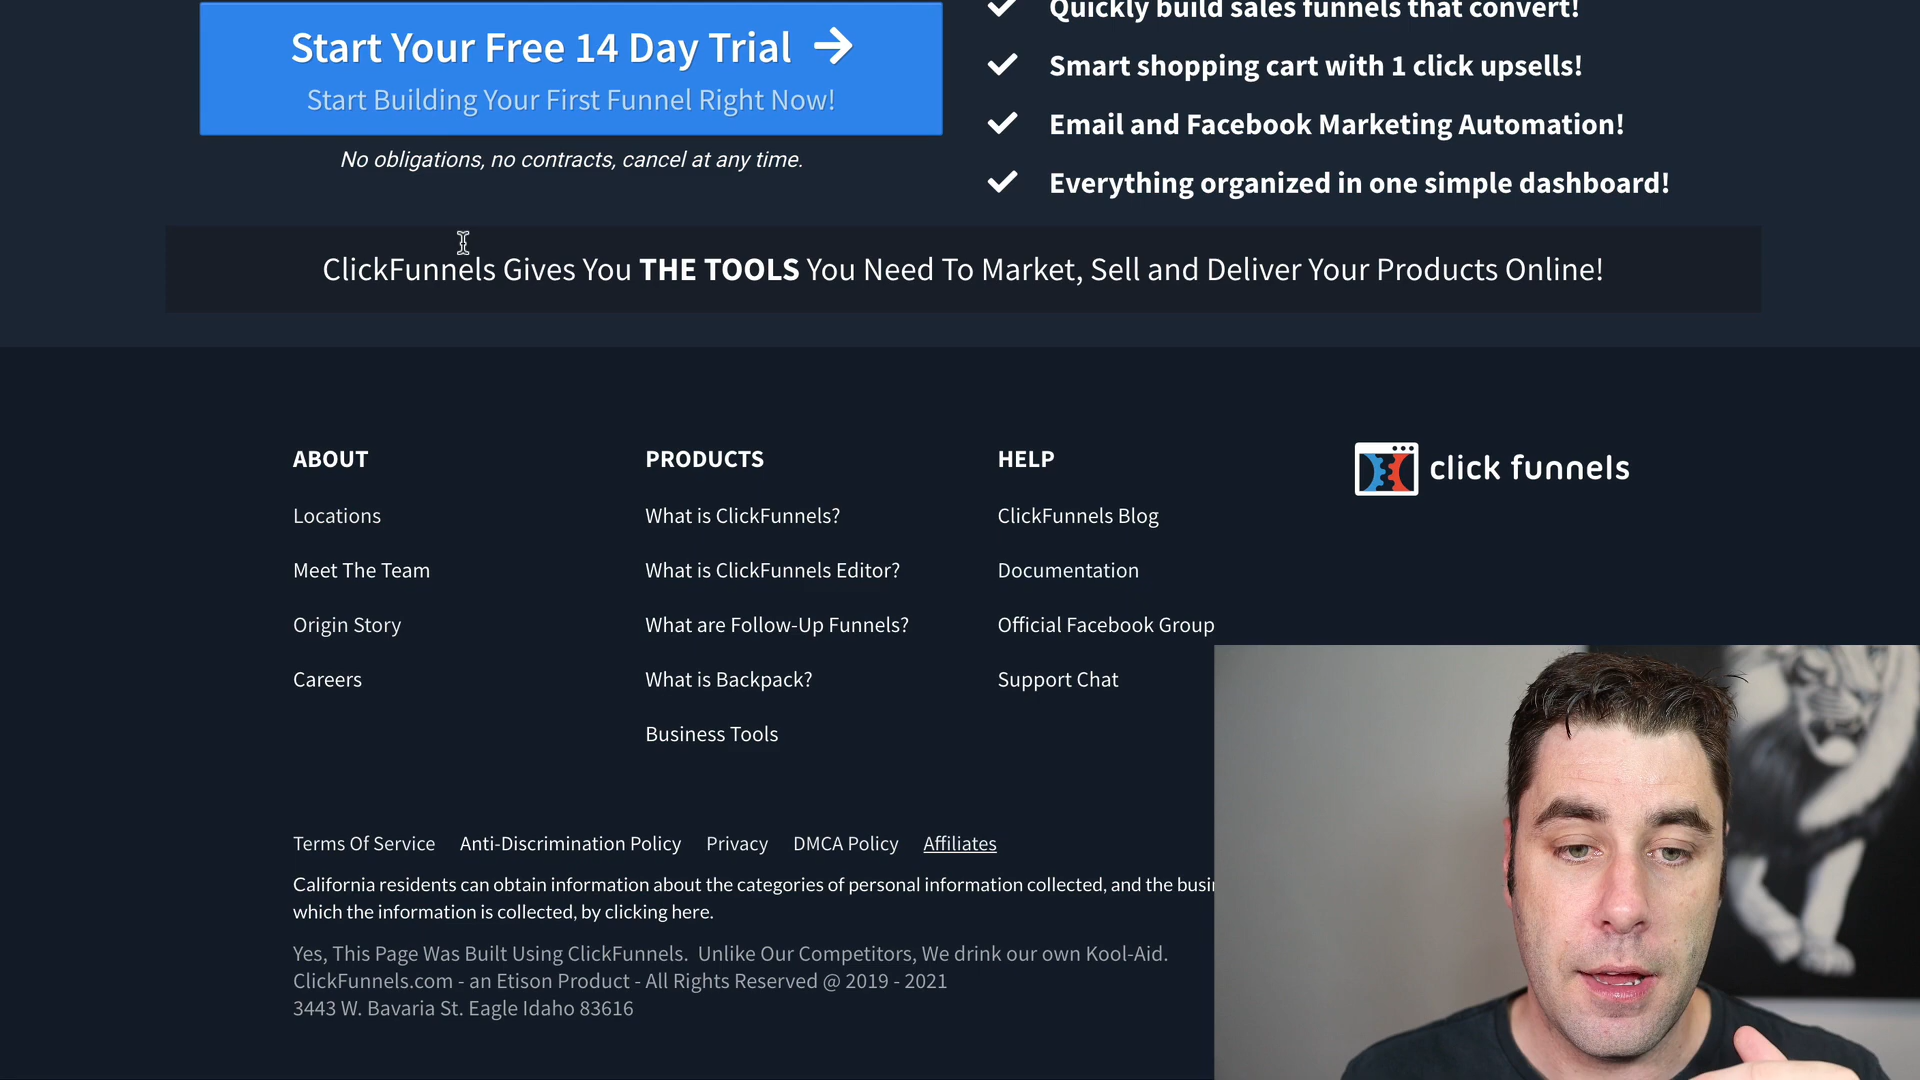 Start Your Free 14 Day Trial
Start Building Your First Funnel Right Now!
No obligations, no contracts, cancel at any time.
Quickly build sales funnels that convert!
Smart shopping cart with 1 click upsells!
Email and Facebook Marketing Automation!
Everything organized in one simple dashboard!
ClickFunnels Gives You THE TOOLS You Need To Market, Sell and Deliver Your Products Online!
ABOUT
Locations
Meet The Team
Origin Story
Careers
PRODUCTS
What is ClickFunnels?
What is ClickFunnels Editor?
What are Follow-Up Funnels?
What is Backpack?
Business Tools
HELP
ClickFunnels Blog
Documentation
Official Facebook Group
Support Chat
click funnels
Terms Of Service Anti-Discrimination Policy Privacy DMCA Policy Affiliates
California residents can obtain information about the categories of personal information collected, and the
which the information is collected, by clicking here.
Yes, This Page Was Built Using ClickFunnels. Unlike Our Competitors, We drink our own Kool-Aid.
ClickFunnels.com - an Etison Product - All Rights Reserved @ 2019 - 2021
3443 W. Bavaria St. Eagle Idaho 83616